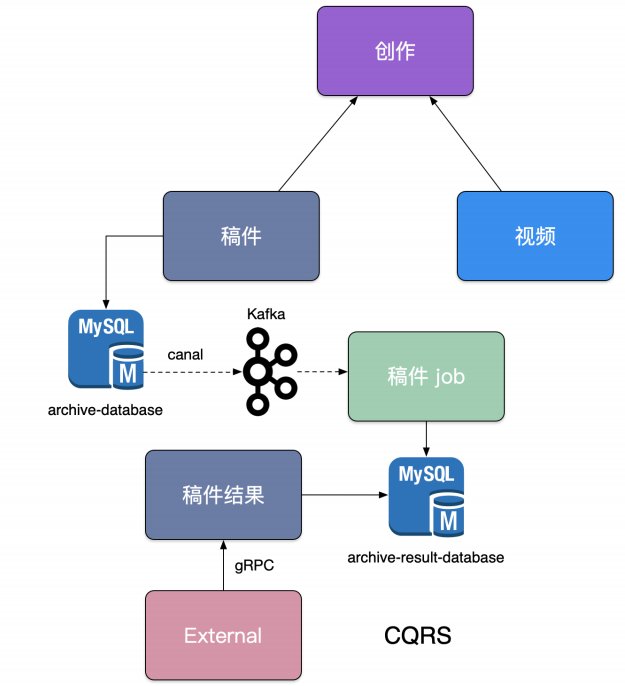 创作
稿件
视频
MySQL
M
archive-database
canal
Kafka
稿件 job
稿件结果
MySQL
M
archive-result-database
gRPC
External
CQRS